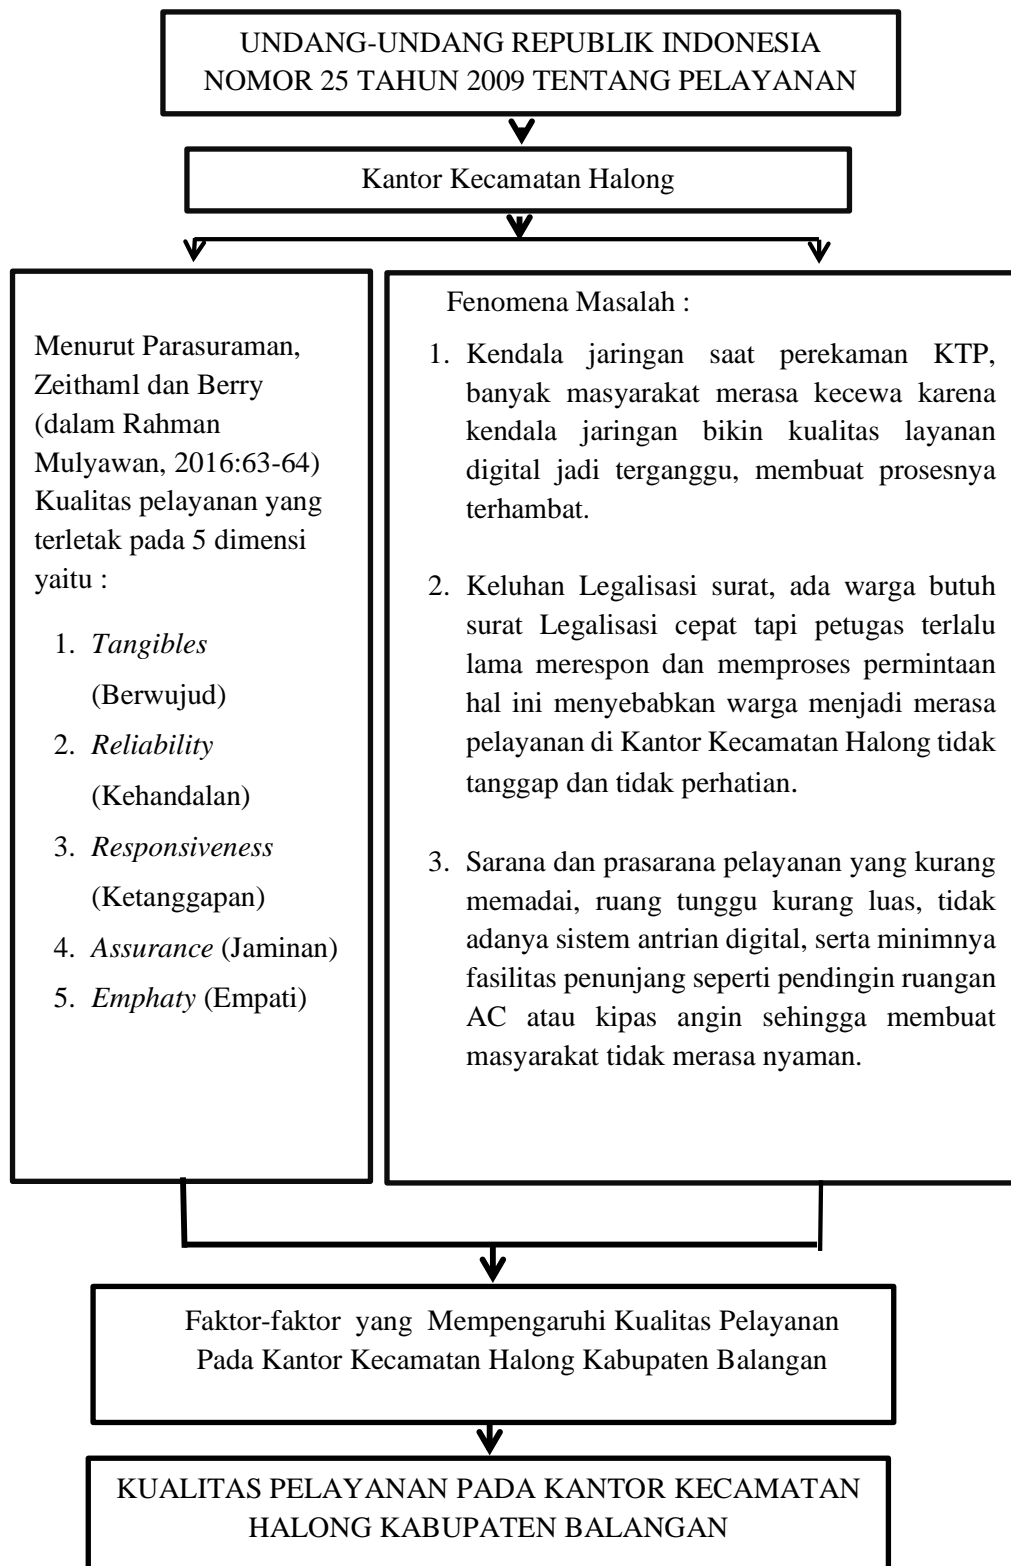 UNDANG-UNDANG REPUBLIK INDONESIA
NOMOR 25 TAHUN 2009 TENTANG PELAYANAN
Kantor Kecamatan Halong
Menurut Parasuraman,
Zeithaml dan Berry
(dalam Rahman
Mulyawan, 2016:63-64)
Kualitas pelayanan yang
terletak pada 5 dimensi
yaitu :
1. Tangibles
(Berwujud)
2. Reliability
(Kehandalan)
3. Responsiveness
(Ketanggapan)
4. Assurance (Jaminan)
5. Emphaty (Empati)
Fenomena Masalah :
1. Kendala jaringan saat perekaman KTP,
banyak masyarakat merasa kecewa karena
kendala jaringan bikin kualitas layanan
digital jadi terganggu, membuat prosesnya
terhambat.
2. Keluhan Legalisasi surat, ada warga butuh
surat Legalisasi cepat tapi petugas terlalu
lama merespon dan memproses permintaan
hal ini menyebabkan warga menjadi merasa
pelayanan di Kantor Kecamatan Halong tidak
tanggap dan tidak perhatian.
3. Sarana dan prasarana pelayanan yang kurang
memadai, ruang tunggu kurang luas, tidak
adanya sistem antrian digital, serta minimnya
fasilitas penunjang seperti pendingin ruangan
AC atau kipas angin sehingga membuat
masyarakat tidak merasa nyaman.
Faktor-faktor yang Mempengaruhi Kualitas Pelayanan
Pada Kantor Kecamatan Halong Kabupaten Balangan
KUALITAS PELAYANAN PADA KANTOR KECAMATAN
HALONG KABUPATEN BALANGAN